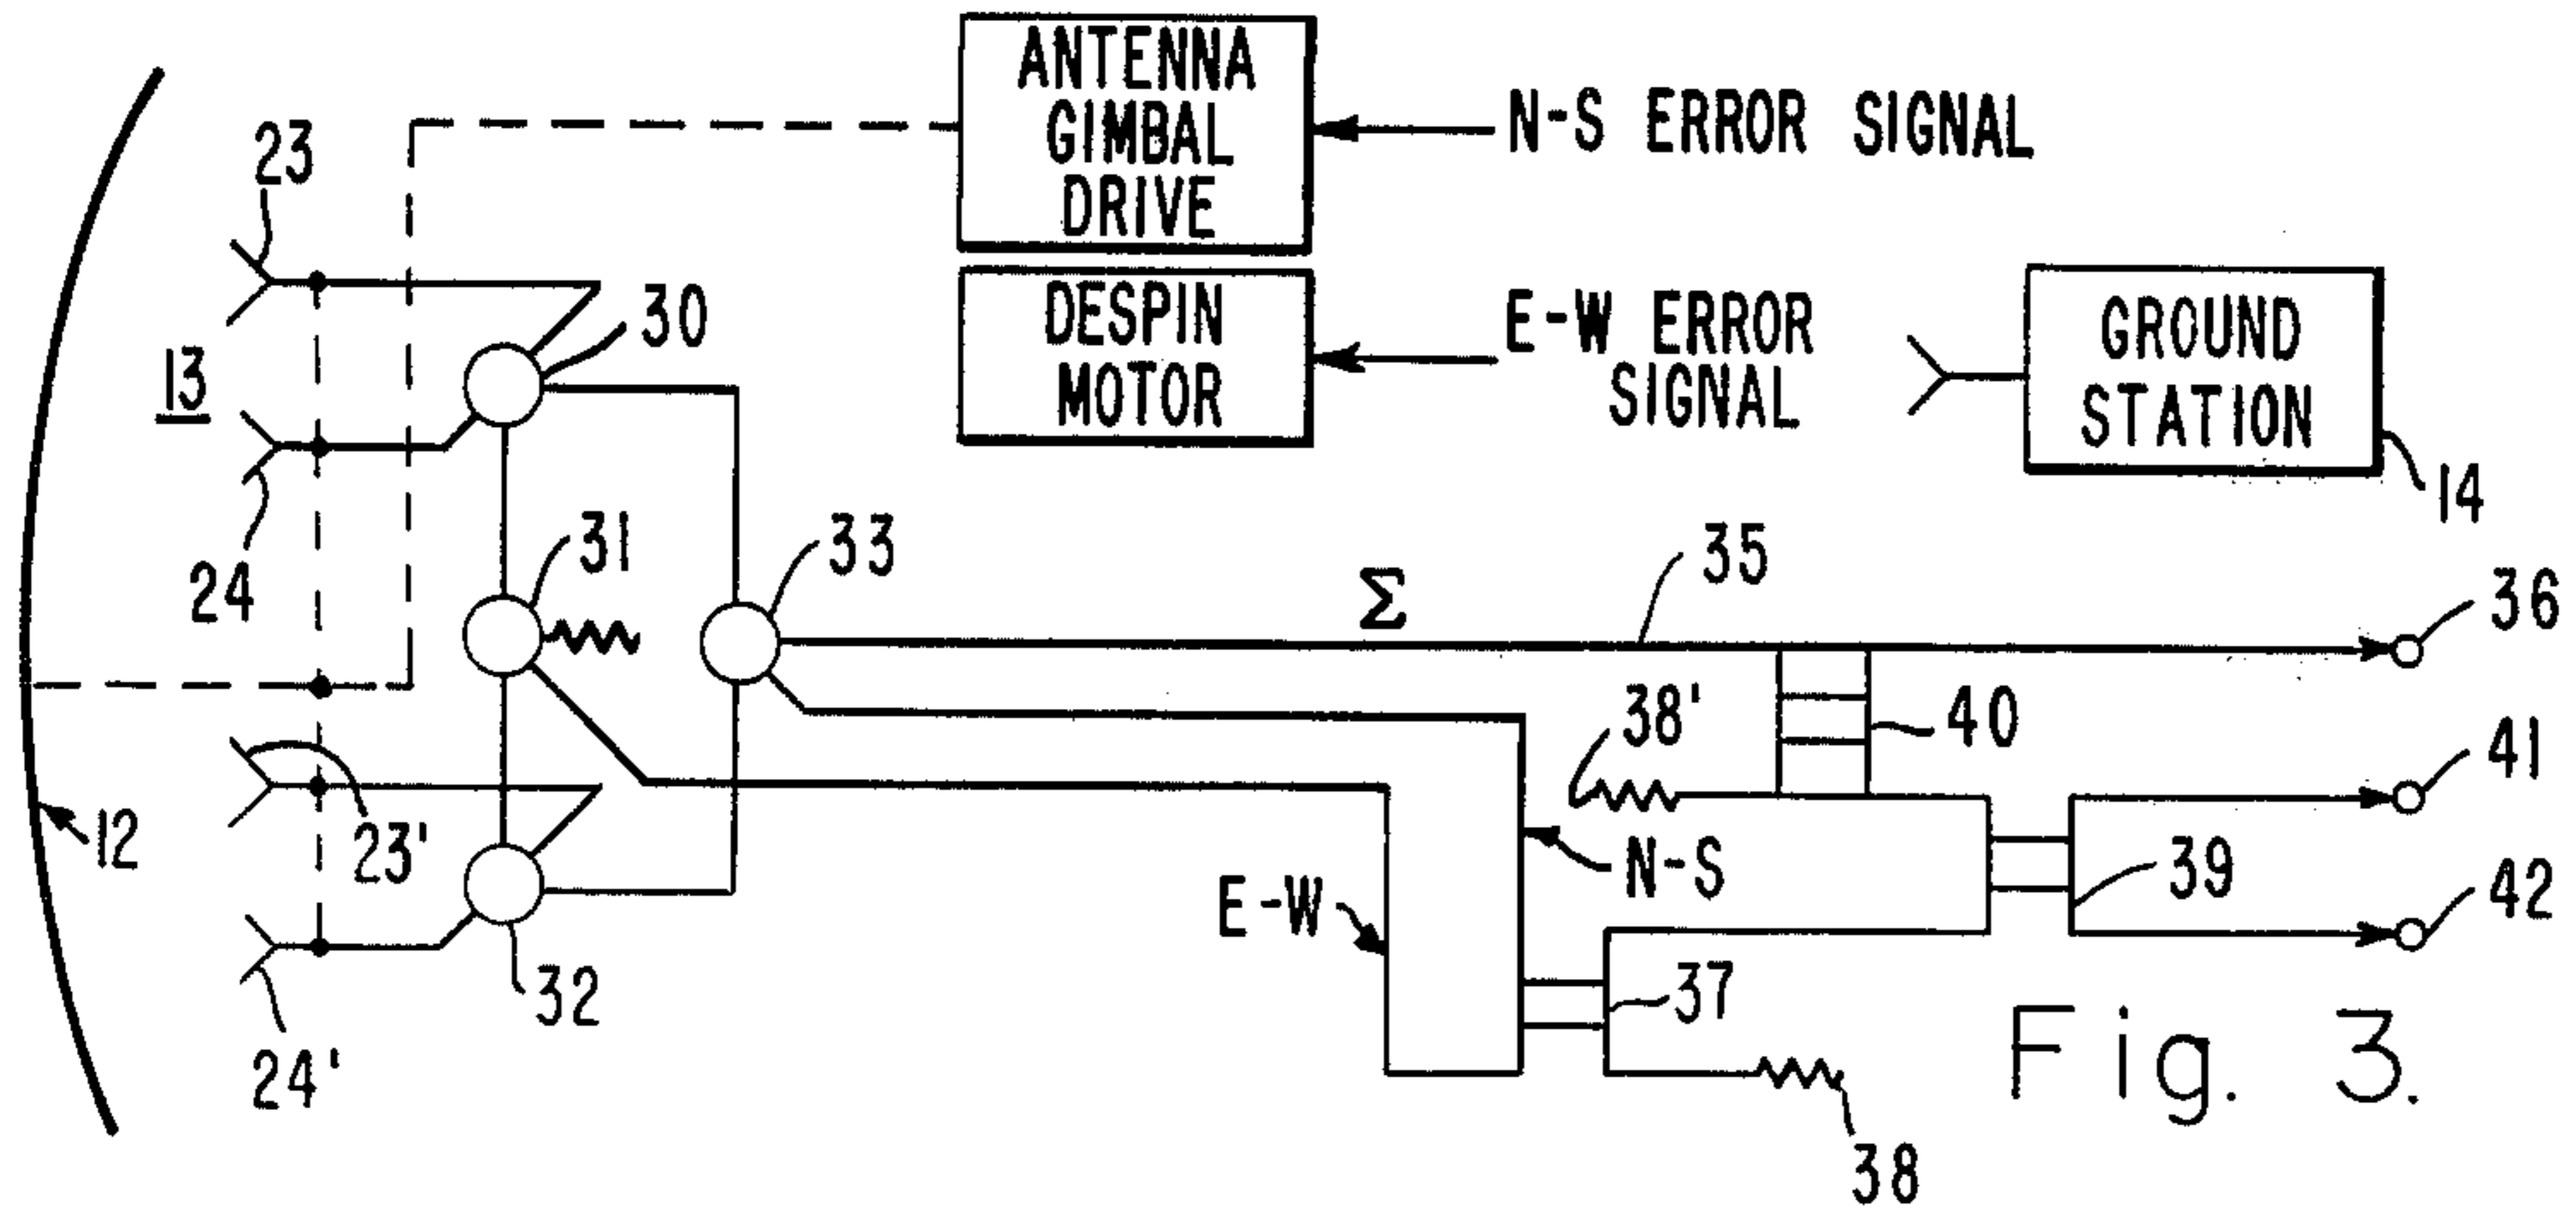 ANTENNA
GIMBAL
DRIVE
N-S ERROR SIGNAL
23
30
DESPIN
MOTOR
E-W ERROR
SIGNAL
GROUND
STATION
13
14
24
31
33
Σ
35
36
38'
40
41
12
23'
N-S
E-W
39
42
32
37
24'
38
Fig. 3.